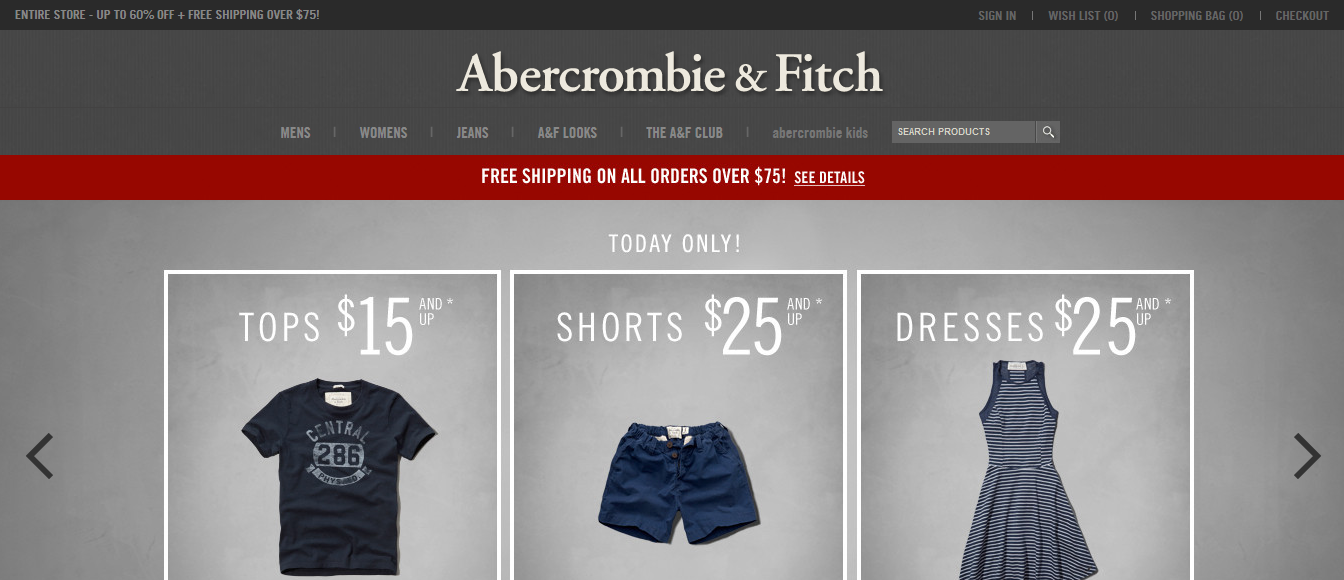 ENTIRE STORE - UP TO 60% OFF + FREE SHIPPING OVER $75!
SIGN IN | WISH LIST (0) | SHOPPING BAG (0) | CHECKOUT
Abercrombie & Fitch
MENS | WOMENS | JEANS | A&F LOOKS | THE A&F CLUB | abercrombie kids
SEARCH PRODUCTS
FREE SHIPPING ON ALL ORDERS OVER $75! SEE DETAILS
TODAY ONLY!
TOPS $15 AND UP *
SHORTS $25 AND UP *
DRESSES $25 AND UP *
CENTRAL
286